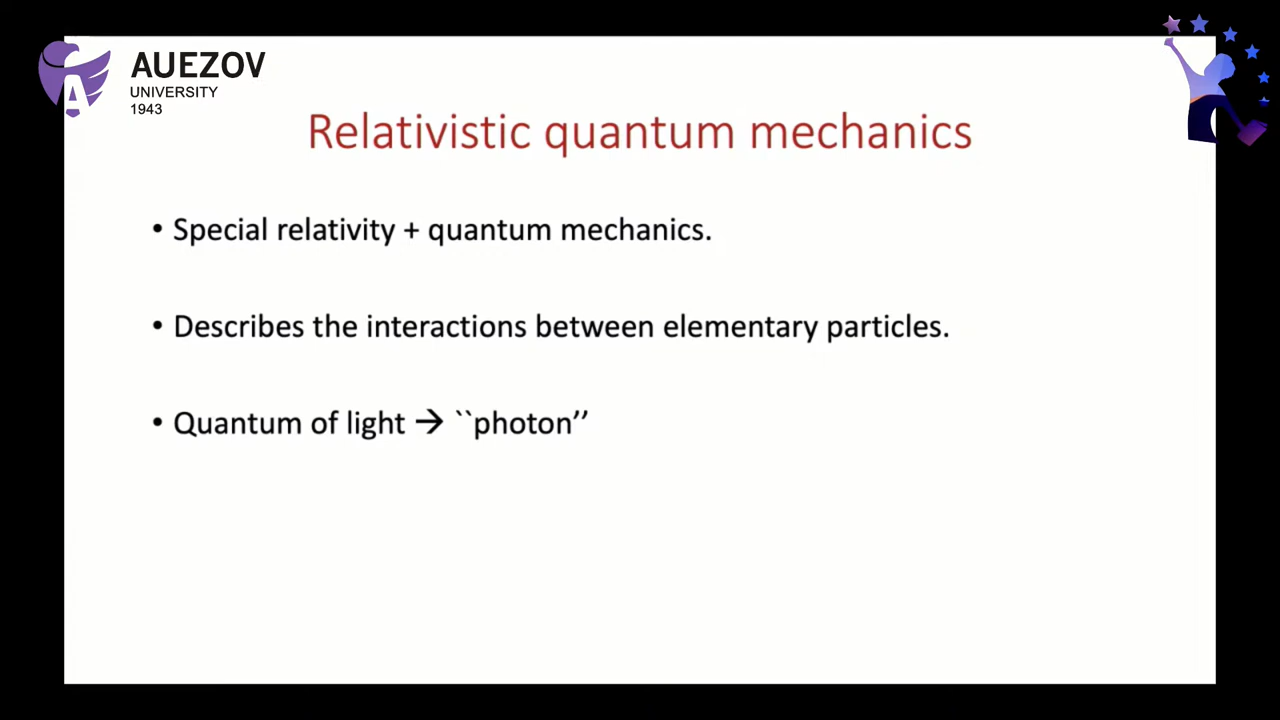 AUEZOV
UNIVERSITY
1943
Relativistic quantum mechanics
• Special relativity + quantum mechanics.
• Describes the interactions between elementary particles.
• Quantum of light → ``photon’’